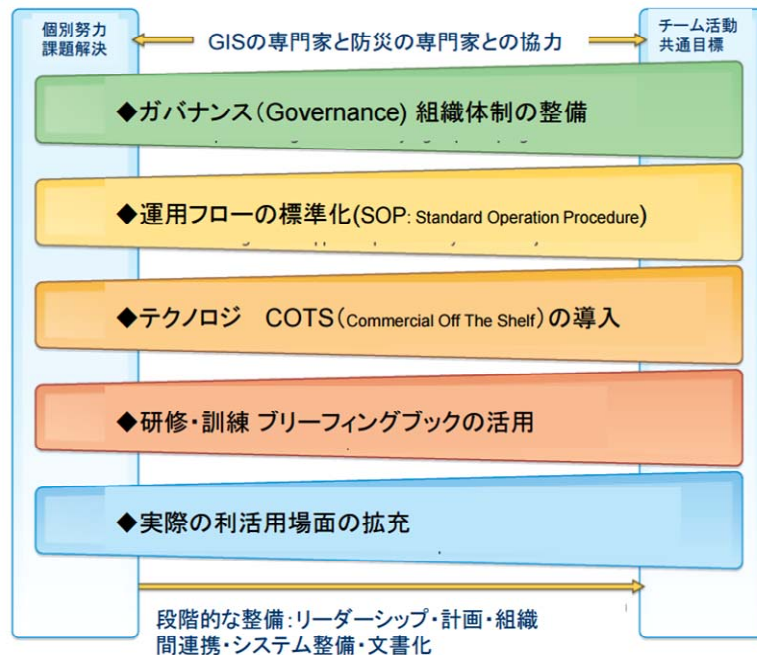 個別努力
課題解決
GISの専門家と防災の専門家との協力
チーム活動
共通目標
◆ガバナンス(Governance) 組織体制の整備
◆運用フローの標準化(SOP: Standard Operation Procedure)
◆テクノロジ　COTS(Commercial Off The Shelf)の導入
◆研修・訓練 ブリーフィングブックの活用
◆実際の利活用場面の拡充
段階的な整備:リーダーシップ・計画・組織
間連携・システム整備・文書化